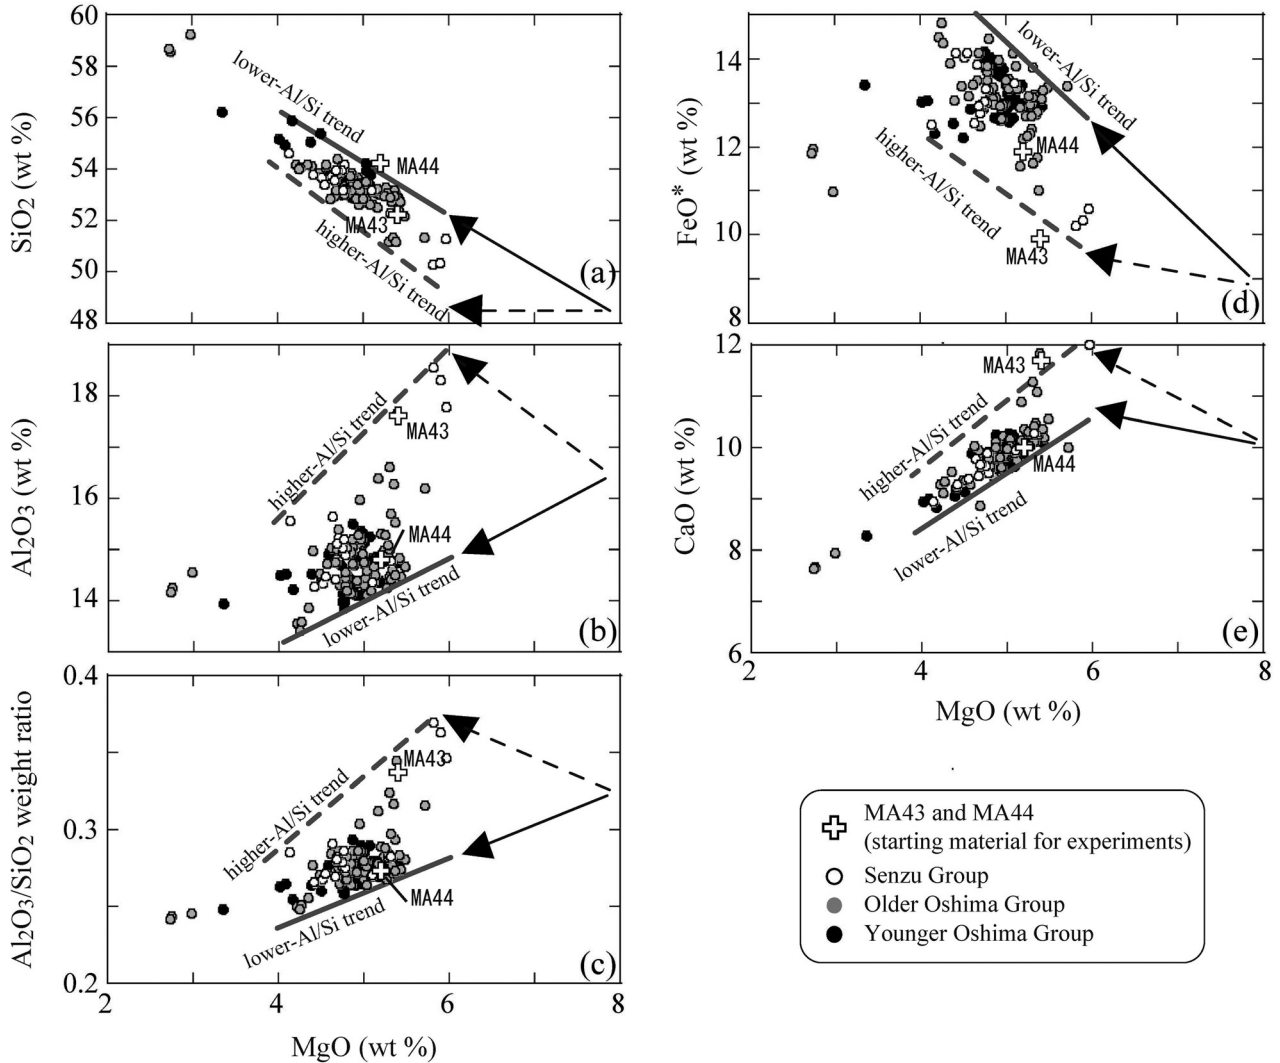 60
58
56
54
52
50
48
SiO2 (wt %)
lower-Al/Si trend
MA44
MA43
higher-Al/Si trend
(a)
14
12
10
8
FeO* (wt %)
lower-Al/Si trend
MA44
higher-Al/Si trend
MA43
(d)
18
16
14
Al2O3 (wt %)
higher-Al/Si trend
MA43
MA44
lower-Al/Si trend
(b)
12
10
8
6
CaO (wt %)
MA43
higher-Al/Si trend
MA44
lower-Al/Si trend
(e)
2
4
6
8
MgO (wt %)
0.4
0.3
0.2
Al2O3/SiO2 weight ratio
MA43
higher-Al/Si trend
MA44
lower-Al/Si trend
(c)
2
4
6
8
MgO (wt %)
MA43 and MA44
(starting material for experiments)
Senzu Group
Older Oshima Group
Younger Oshima Group